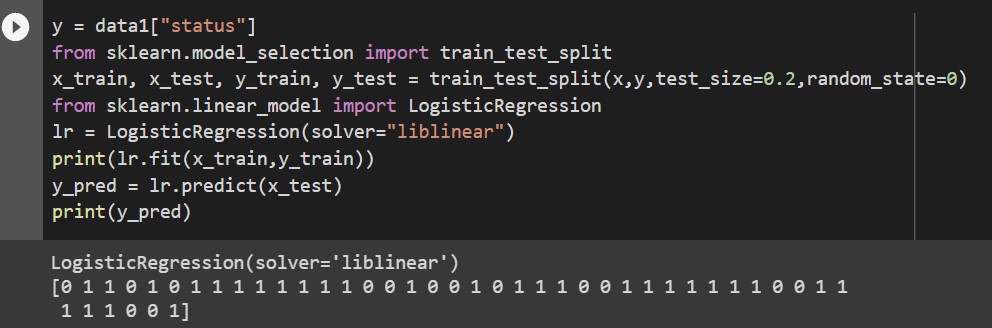 y = data1["status"]
from sklearn.model_selection import train_test_split
x_train, x_test, y_train, y_test = train_test_split(x,y,test_size=0.2,random_state=0)
from sklearn.linear_model import LogisticRegression
lr = LogisticRegression(solver="liblinear")
print(lr.fit(x_train,y_train))
y_pred = lr.predict(x_test)
print(y_pred)
LogisticRegression(solver='liblinear')
[0 1 1 0 1 0 1 1 1 1 1 1 1 1 0 0 1 0 0 1 0 1 1 1 0 0 1 1 1 1 1 1 1 0 0 1 1
 1 1 1 0 0 1]